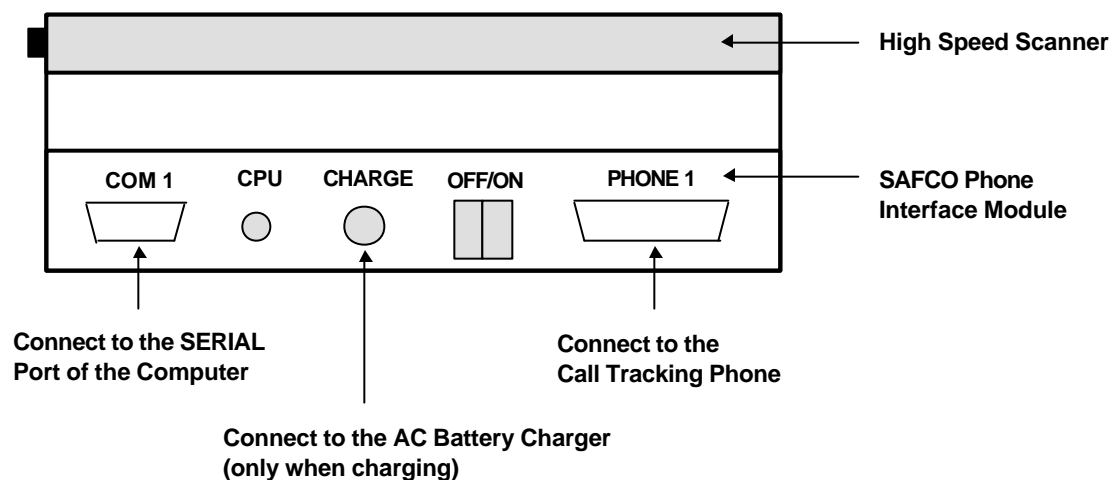 High Speed Scanner
COM 1 CPU CHARGE OFF/ON PHONE 1
SAFCO Phone
Interface Module
Connect to the SERIAL
Port of the Computer
Connect to the
Call Tracking Phone
Connect to the AC Battery Charger
(only when charging)